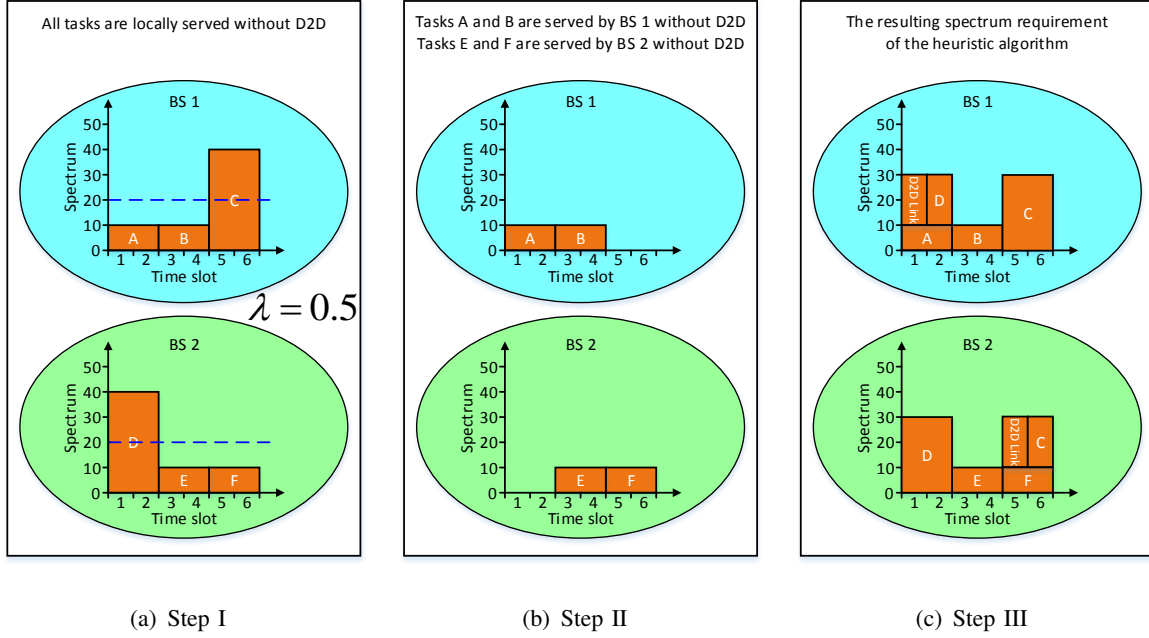 All tasks are locally served without D2D
BS 1
Spectrum
50
40
30
20
10
0
C
A
B
1 2 3 4 5 6
Time slot
λ = 0.5
BS 2
Spectrum
50
40
30
20
10
0
D
E
F
1 2 3 4 5 6
Time slot
(a) Step I
Tasks A and B are served by BS 1 without D2D
Tasks E and F are served by BS 2 without D2D
BS 1
Spectrum
50
40
30
20
10
0
A
B
1 2 3 4 5 6
Time slot
BS 2
Spectrum
50
40
30
20
10
0
E
F
1 2 3 4 5 6
Time slot
(b) Step II
The resulting spectrum requirement
of the heuristic algorithm
BS 1
Spectrum
50
40
30
20
10
0
D2D Link
D
C
A
B
1 2 3 4 5 6
Time slot
BS 2
Spectrum
50
40
30
20
10
0
D
D2D Link
C
E
F
1 2 3 4 5 6
Time slot
(c) Step III